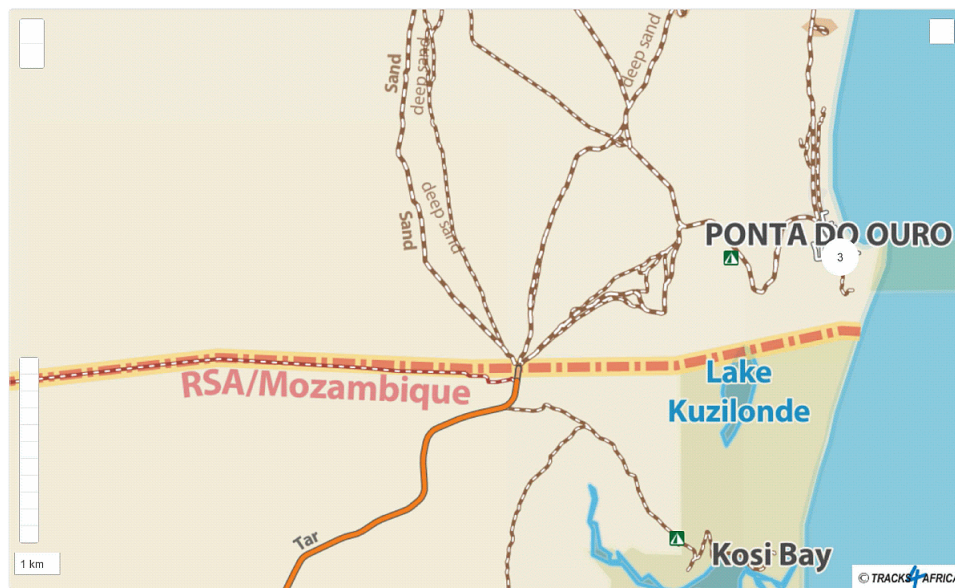 Sand
deep sand
deep sand
deep sand
Sand
PONTA DO OURO
3
RSA/Mozambique
Lake
Kuzilonde
Tar
Kosi Bay
1 km
© TRACKS4AFRICA